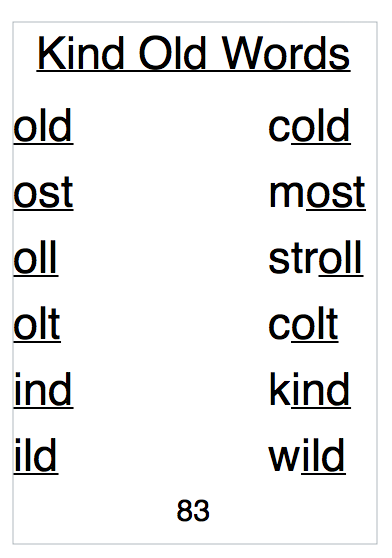 Kind Old Words
old cold
ost most
oll stroll
olt colt
ind kind
ild wild
83